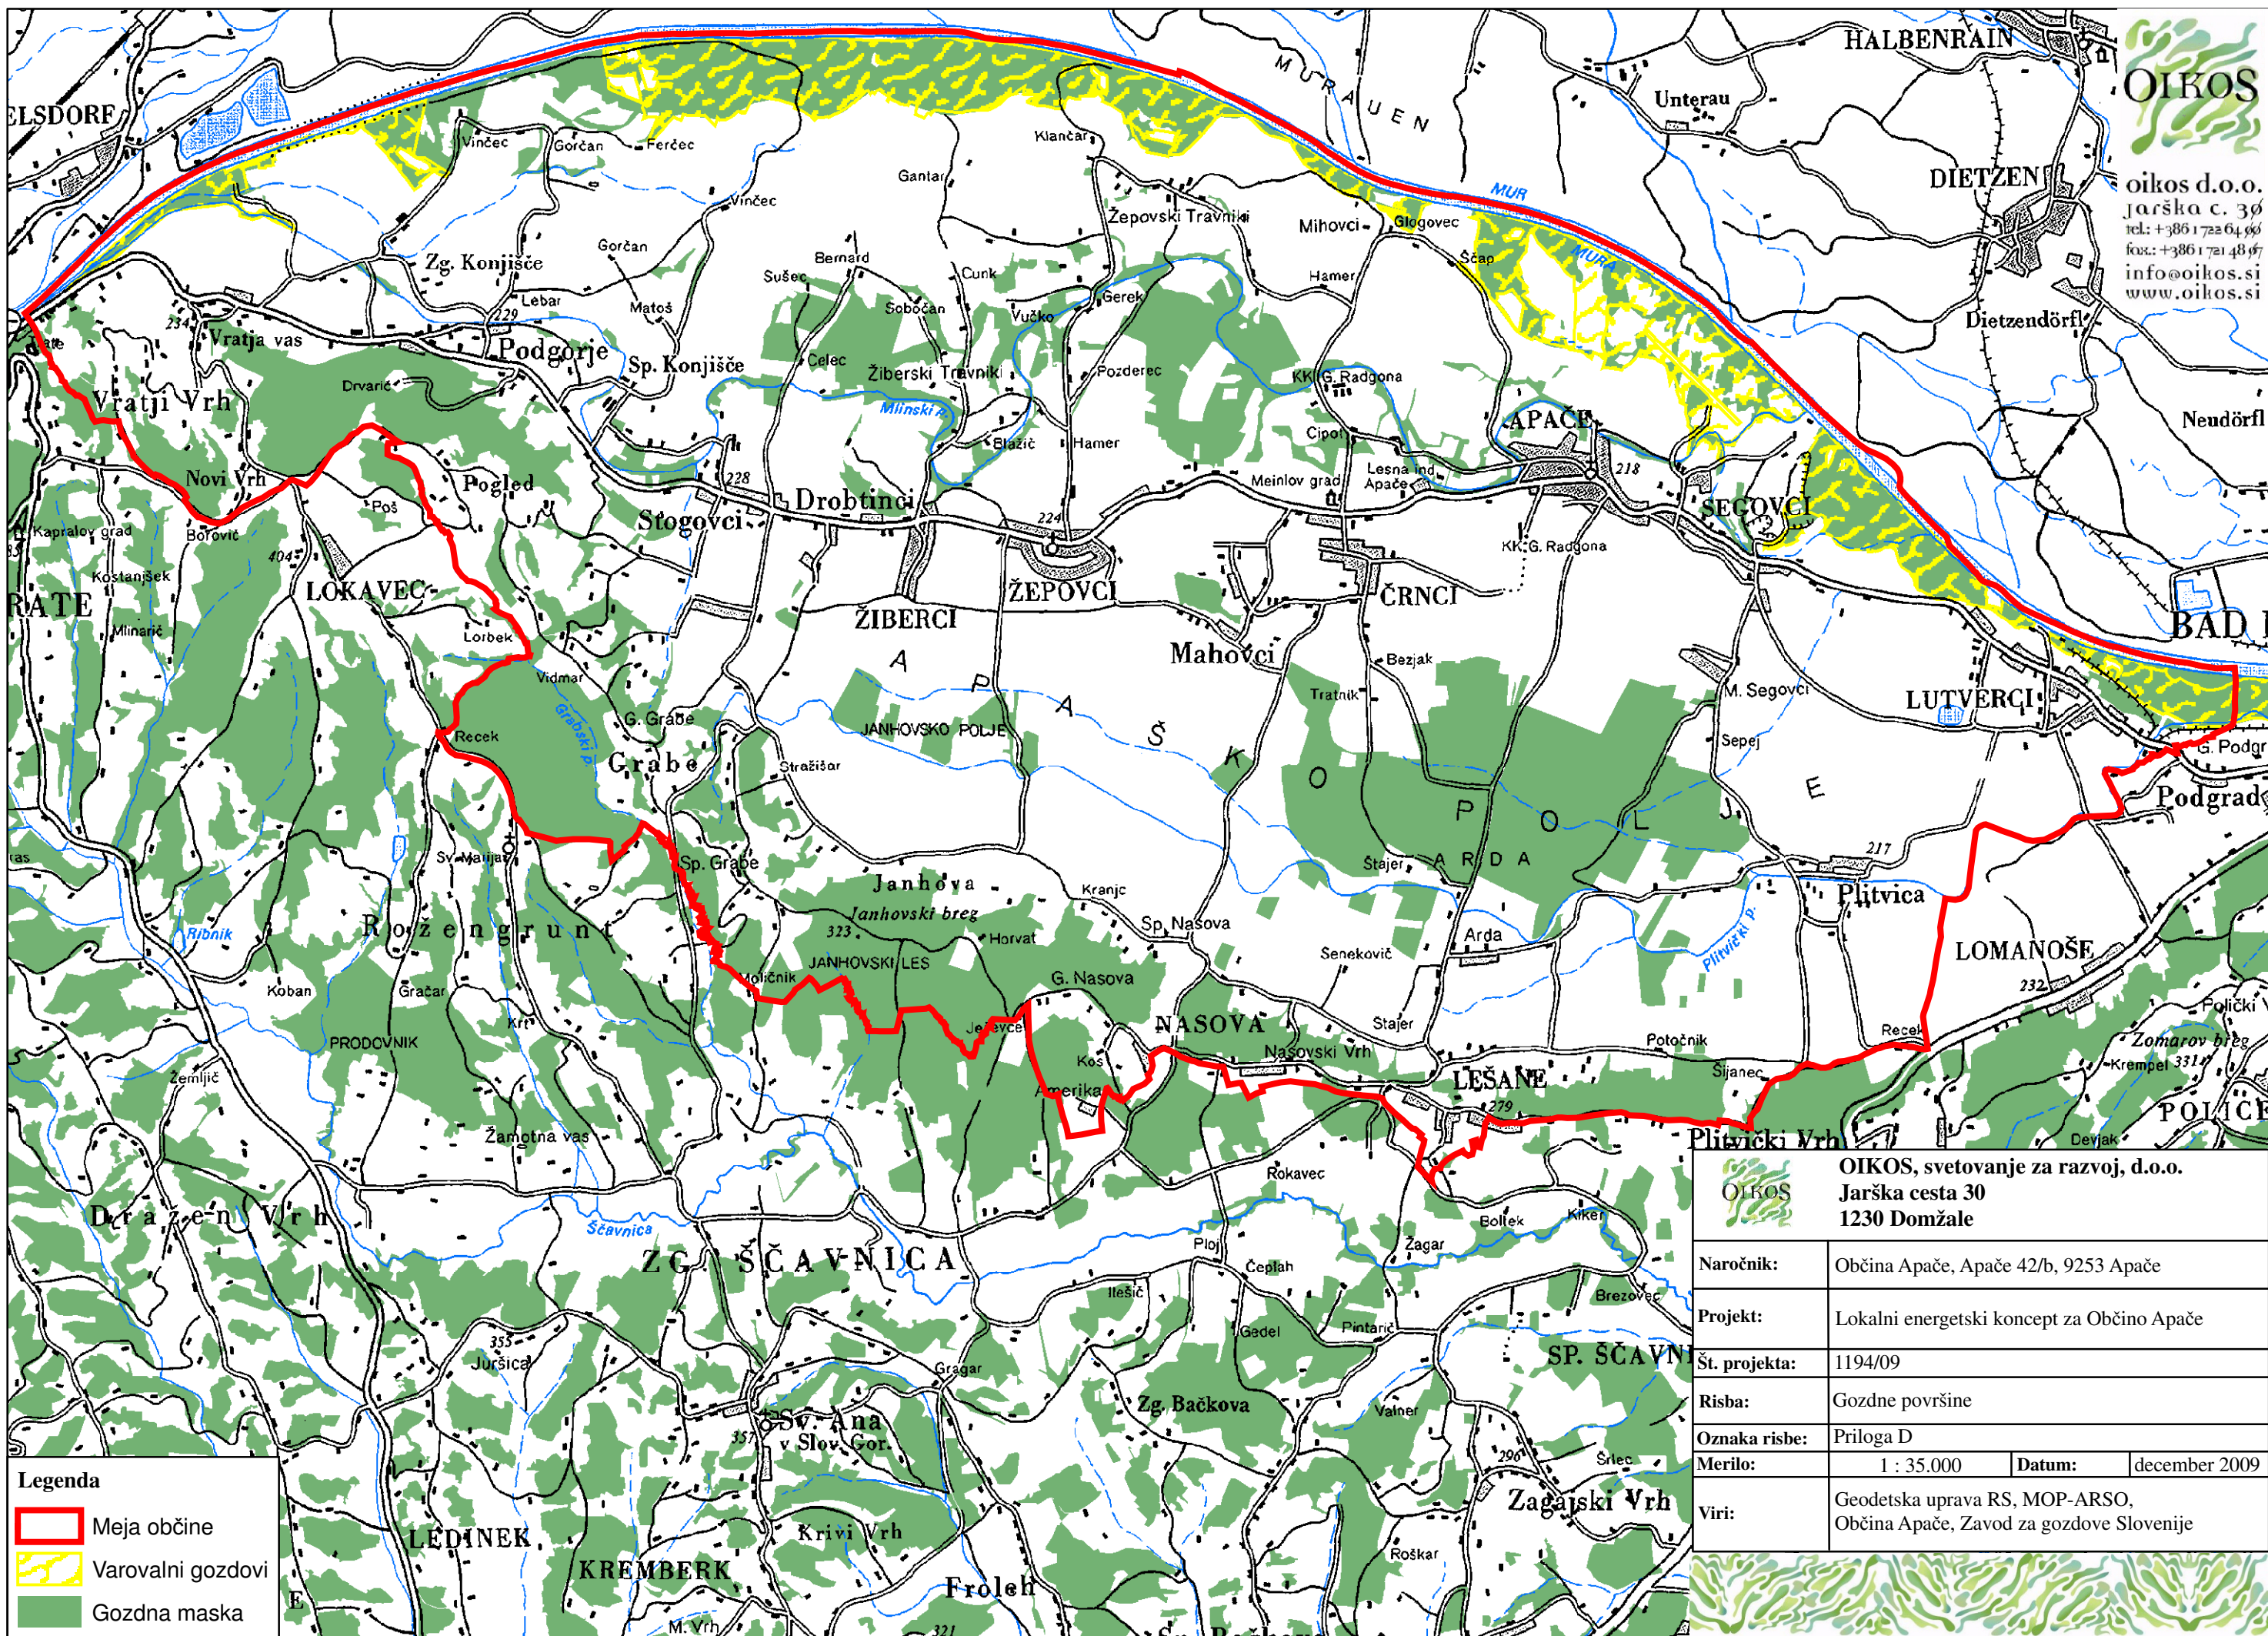 ELSDORF
HALBENRAIN
MURAUEN
Unterau
DIETZEN
OIKOS
oikos d.o.o.
jarška c. 30
info@oikos.si
www.oikos.si
Vinčec
Gorčan
Ferčec
Klančar
Gantar
Vinčec
Žepovski Travniki
Mihovci
Glogovec
MUR
MURA
Ščap
Zg. Konjišče
Gorčan
Bernard
Sušec
Cunk
Hamer
Lebar
Matoš
Sobočan
Vučko
Gerek
Dietzendörfl
234
Vratja vas
229
Podgorje
Sp. Konjišče
Celec
Žiberski Travniki
Pozderec
KK G. Radgona
Drvarič
Mlinski p.
Neudörfl
Vratji Vrh
Blažič
Hamer
Cipot
APAČE
218
Novi Vrh
Pogled
228
Meinlov grad
Lesna ind.
Apače
Poš
Stogovci
Drobtinci
224
SEGOVCI
Kapralov grad
Borovič
404
KK G. Radgona
Kostanjšek
LOKAVEC
ŽEPOVCI
ČRNCI
RATE
Mlinarič
Lorbek
ŽIBERCI
Mahovci
BAD
Vidmar
Bezjak
Tratnik
M. Segovci
LUTVERCI
G. Grabe
Grabski p.
JANHOVSKO POLJE
APAŠKO POLJE
Recek
Grabe
Stražišar
Sepej
G. Podgr
Podgrad
Sv. Marija
Sp. Grabe
Janhova
Janhovski breg
Kranjc
Štajer
ARDA
217
Plitvica
Rožengrunt
323
Horvat
Sp. Nasova
Arda
Plitvički p.
Ribnik
JANHOVSKI LES
Senekovič
LOMANOŠE
Moličnik
G. Nasova
232
Koban
Gračar
Krt
Ježevce
NASOVA
Štajer
Potočnik
Recek
Polički V
PRODOVNIK
Kos
Nasovski Vrh
Zomarov breg
Žemljič
Amerika
LEŠANE
Šijanec
Krempel 331
279
POLICE
Žamotna vas
Plitvički Vrh
Devjak
Rokavec
Dražen Vrh
Ščavnica
Boltek
Kiker
ZG. ŠČAVNICA
Ploj
Žagar
Čeplah
Ilešič
Brezovec
355
Juršica
Gedel
Pintarič
SP. ŠČAVNI
Gragar
Zg. Bačkova
Valner
Sv. Ana
v Slov. Gor.
357
296
Šrlec
Zagajski Vrh
LEDINEK
Krivi Vrh
KREMBERK
Roškar
Froleh
E
M. Vrh
321
Legenda
Meja občine
Varovalni gozdovi
Gozdna maska
OIKOS
OIKOS, svetovanje za razvoj, d.o.o.
Jarška cesta 30
1230 Domžale
Naročnik: Občina Apače, Apače 42/b, 9253 Apače
Projekt: Lokalni energetski koncept za Občino Apače
Št. projekta: 1194/09
Risba: Gozdne površine
Oznaka risbe: Priloga D
Merilo: 1 : 35.000 Datum: december 2009
Viri: Geodetska uprava RS, MOP-ARSO,
Občina Apače, Zavod za gozdove Slovenije